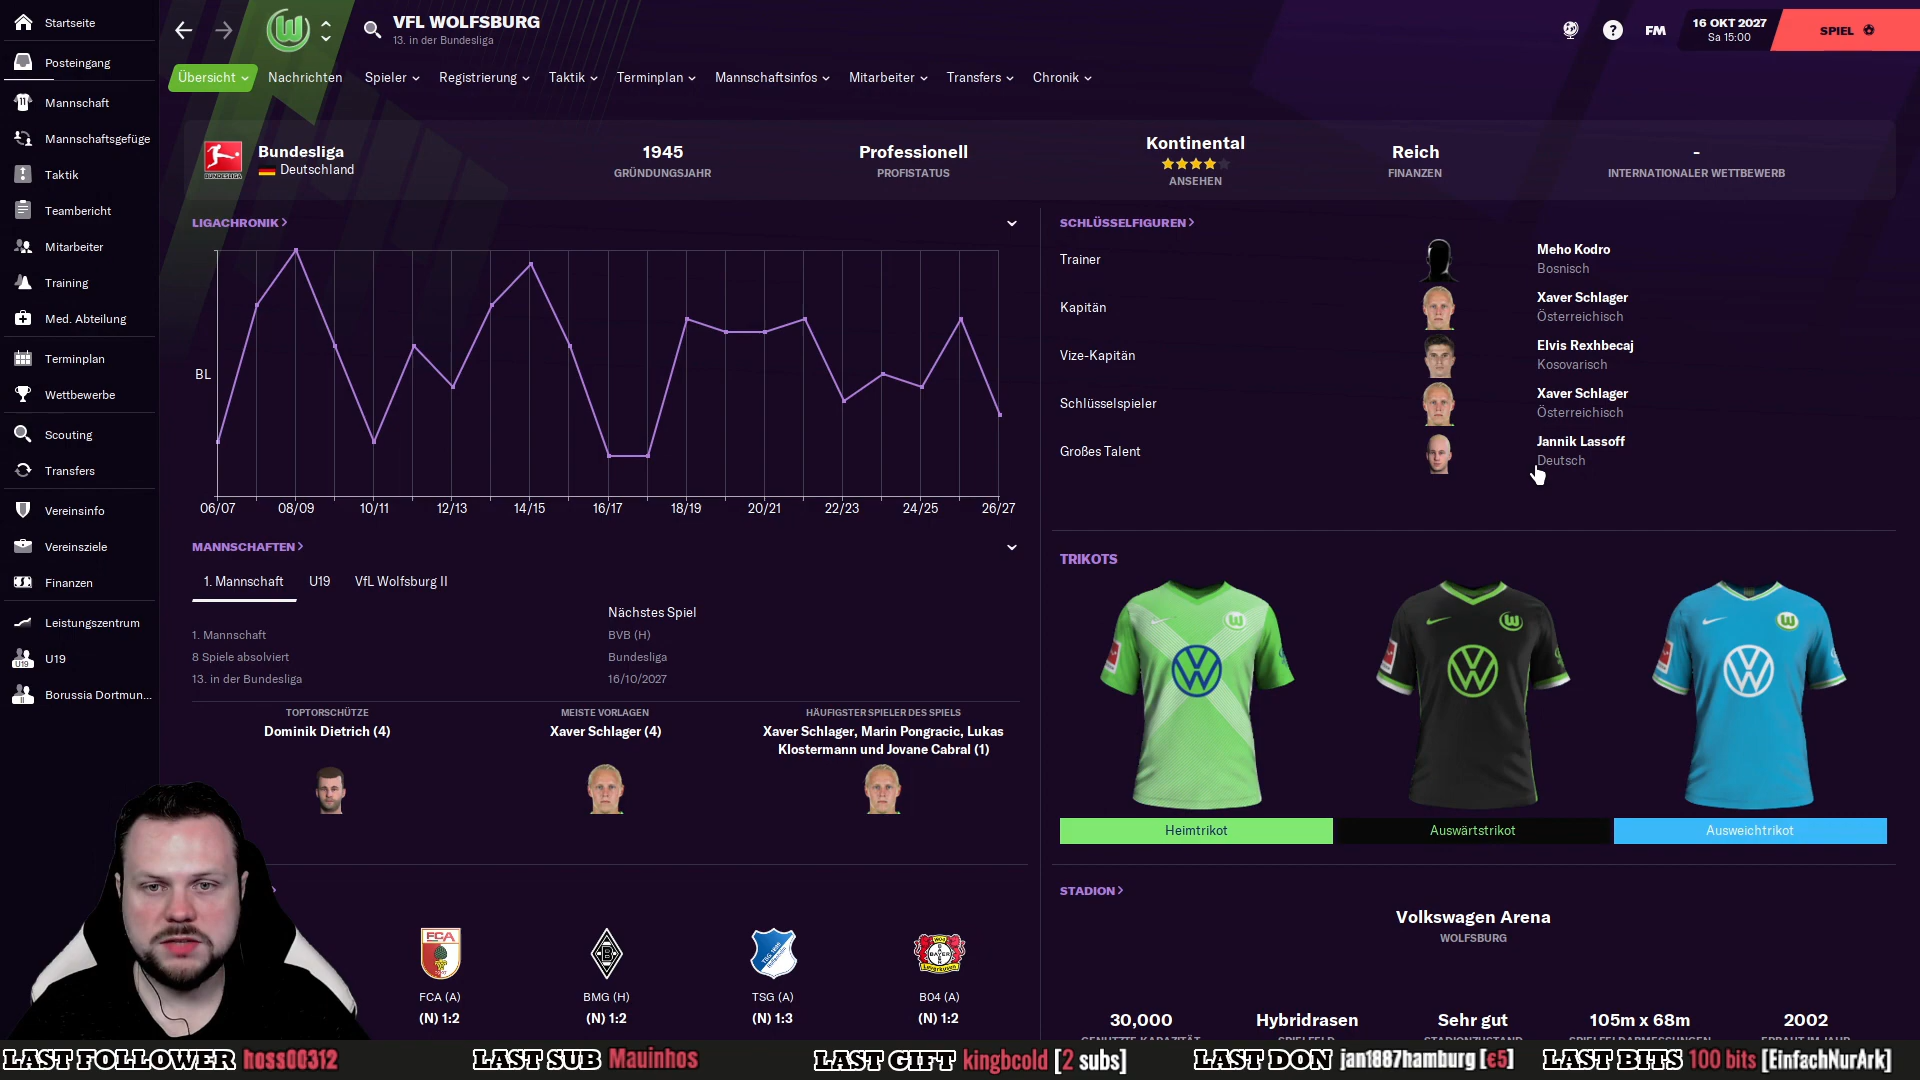 Startseite
Posteingang
Mannschaft
Mannschaftsgefüge
Taktik
Teambericht
Mitarbeiter
Training
Med. Abteilung
Terminplan
Wettbewerbe
Scouting
Transfers
Vereinsinfo
Vereinsziele
Finanzen
Leistungszentrum
U19
Borussia Dortmun...
VFL WOLFSBURG
13. in der Bundesliga
FM
16 OKT 2027
Sa 15:00
SPIEL
Übersicht Nachrichten Spieler Registrierung Taktik Terminplan Mannschaftsinfos Mitarbeiter Transfers Chronik
Bundesliga
Deutschland
1945
GRÜNDUNGSJAHR
Professionell
PROFISTATUS
Kontinental
ANSEHEN
Reich
FINANZEN
-
INTERNATIONALER WETTBEWERB
LIGACHRONIK
BL
06/07 08/09 10/11 12/13 14/15 16/17 18/19 20/21 22/23 24/25 26/27
SCHLÜSSELFIGUREN
Trainer
Meho Kodro
Bosnisch
Kapitän
Xaver Schlager
Österreichisch
Vize-Kapitän
Elvis Rexhbecaj
Kosovarisch
Schlüsselspieler
Xaver Schlager
Österreichisch
Großes Talent
Jannik Lassoff
Deutsch
MANNSCHAFTEN
1. Mannschaft U19 VfL Wolfsburg II
Nächstes Spiel
1. Mannschaft BVB (H)
8 Spiele absolviert Bundesliga
13. in der Bundesliga 16/10/2027
TOPTORSCHÜTZE
Dominik Dietrich (4)
MEISTE VORLAGEN
Xaver Schlager (4)
HÄUFIGSTER SPIELER DES SPIELS
Xaver Schlager, Marin Pongracic, Lukas
Klostermann und Jovane Cabral (1)
TRIKOTS
Heimtrikot Auswärtstrikot Ausweichtrikot
FCA (A) BMG (H) TSG (A) B04 (A)
(N) 1:2 (N) 1:2 (N) 1:3 (N) 1:2
STADION
Volkswagen Arena
WOLFSBURG
30,000 Hybridrasen Sehr gut 105m x 68m 2002
LAST FOLLOWER hoss00312 LAST SUB Mauinhos LAST GIFT kingbcold [2 subs] LAST DON jan1887hamburg [€5] LAST BITS 100 bits [EinfachNurArk]